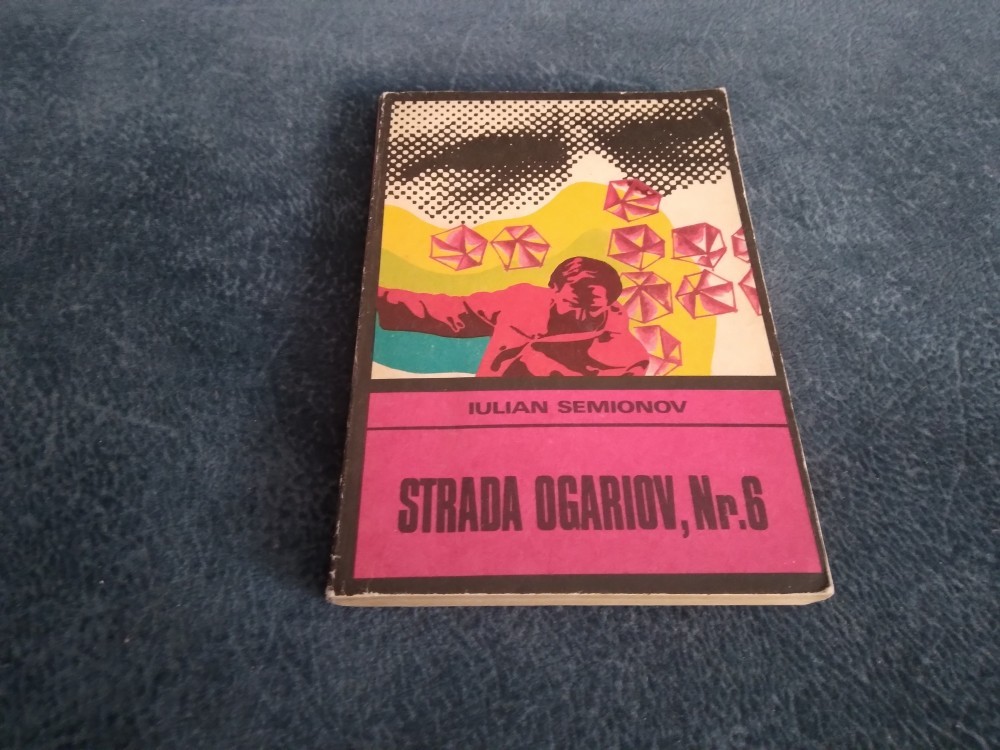 IULIAN SEMIONOV
STRADA OGARIOV, Nr.6